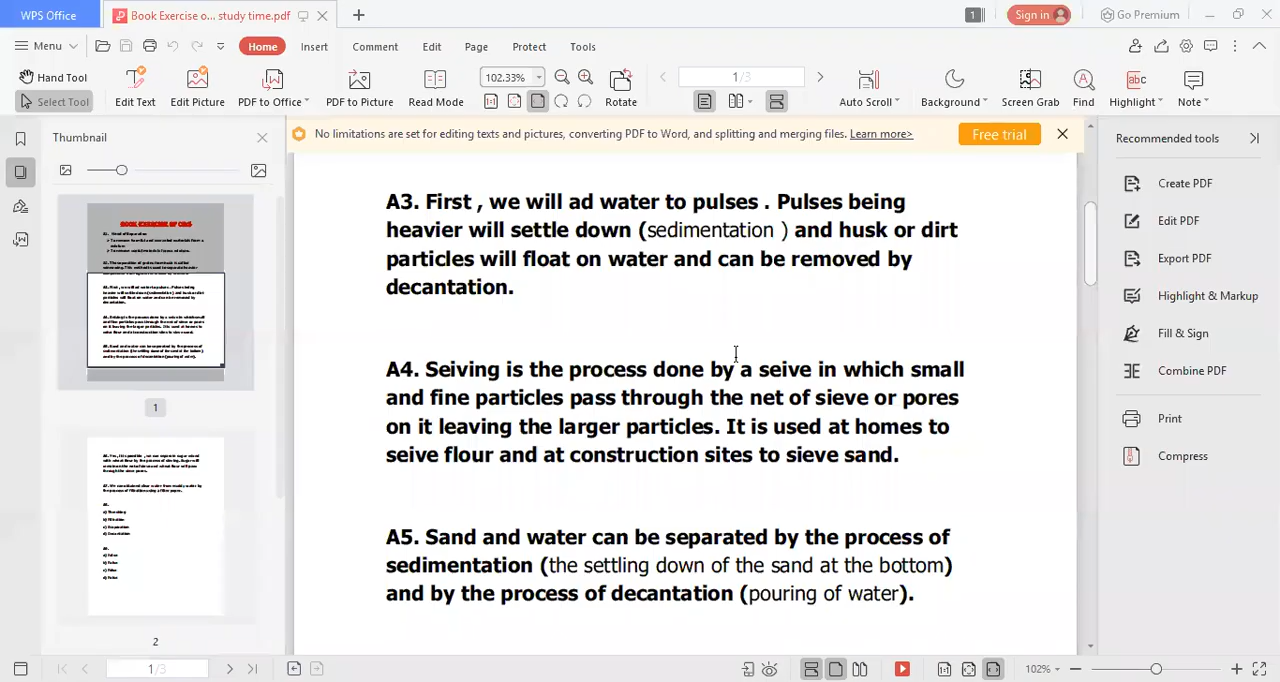 WPS Office
Book Exercise o... study time.pdf
1
Sign in
Go Premium
Menu
Home
Insert
Comment
Edit
Page
Protect
Tools
Hand Tool
Select Tool
Edit Text
Edit Picture
PDF to Office
PDF to Picture
Read Mode
102.33%
Rotate
1/3
Auto Scroll
Background
Screen Grab
Find
Highlight
Note
Thumbnail
No limitations are set for editing texts and pictures, converting PDF to Word, and splitting and merging files. Learn more>
Free trial
A3. First , we will ad water to pulses . Pulses being
heavier will settle down (sedimentation ) and husk or dirt
particles will float on water and can be removed by
decantation.
A4. Seiving is the process done by a seive in which small
and fine particles pass through the net of sieve or pores
on it leaving the larger particles. It is used at homes to
seive flour and at construction sites to sieve sand.
A5. Sand and water can be separated by the process of
sedimentation (the settling down of the sand at the bottom)
and by the process of decantation (pouring of water).
1
2
Recommended tools
Create PDF
Edit PDF
Export PDF
Highlight & Markup
Fill & Sign
Combine PDF
Print
Compress
1/3
102%